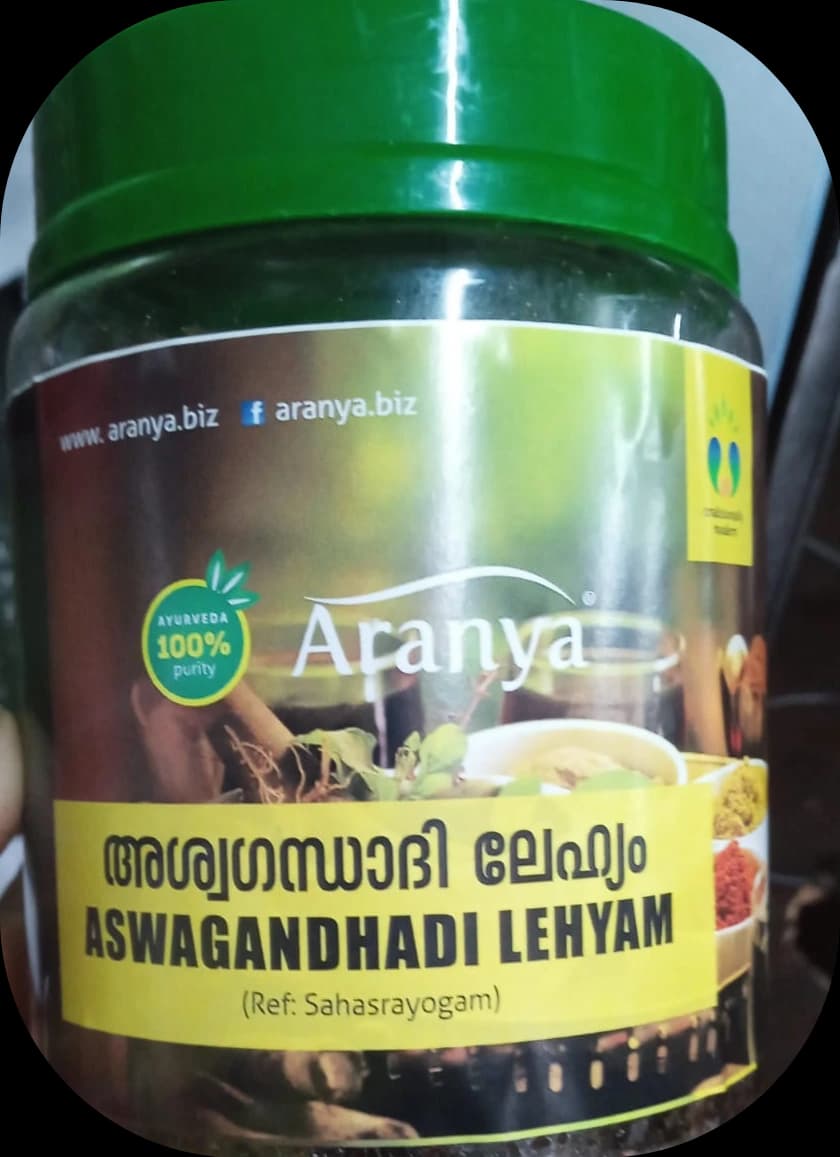 www. aranya.biz f aranya.biz
AYURVEDA
100%
purity
Aranya®
അശ്വഗന്ധാദി ലേഹ്യം
ASWAGANDHADI LEHYAM
(Ref: Sahasrayogam)